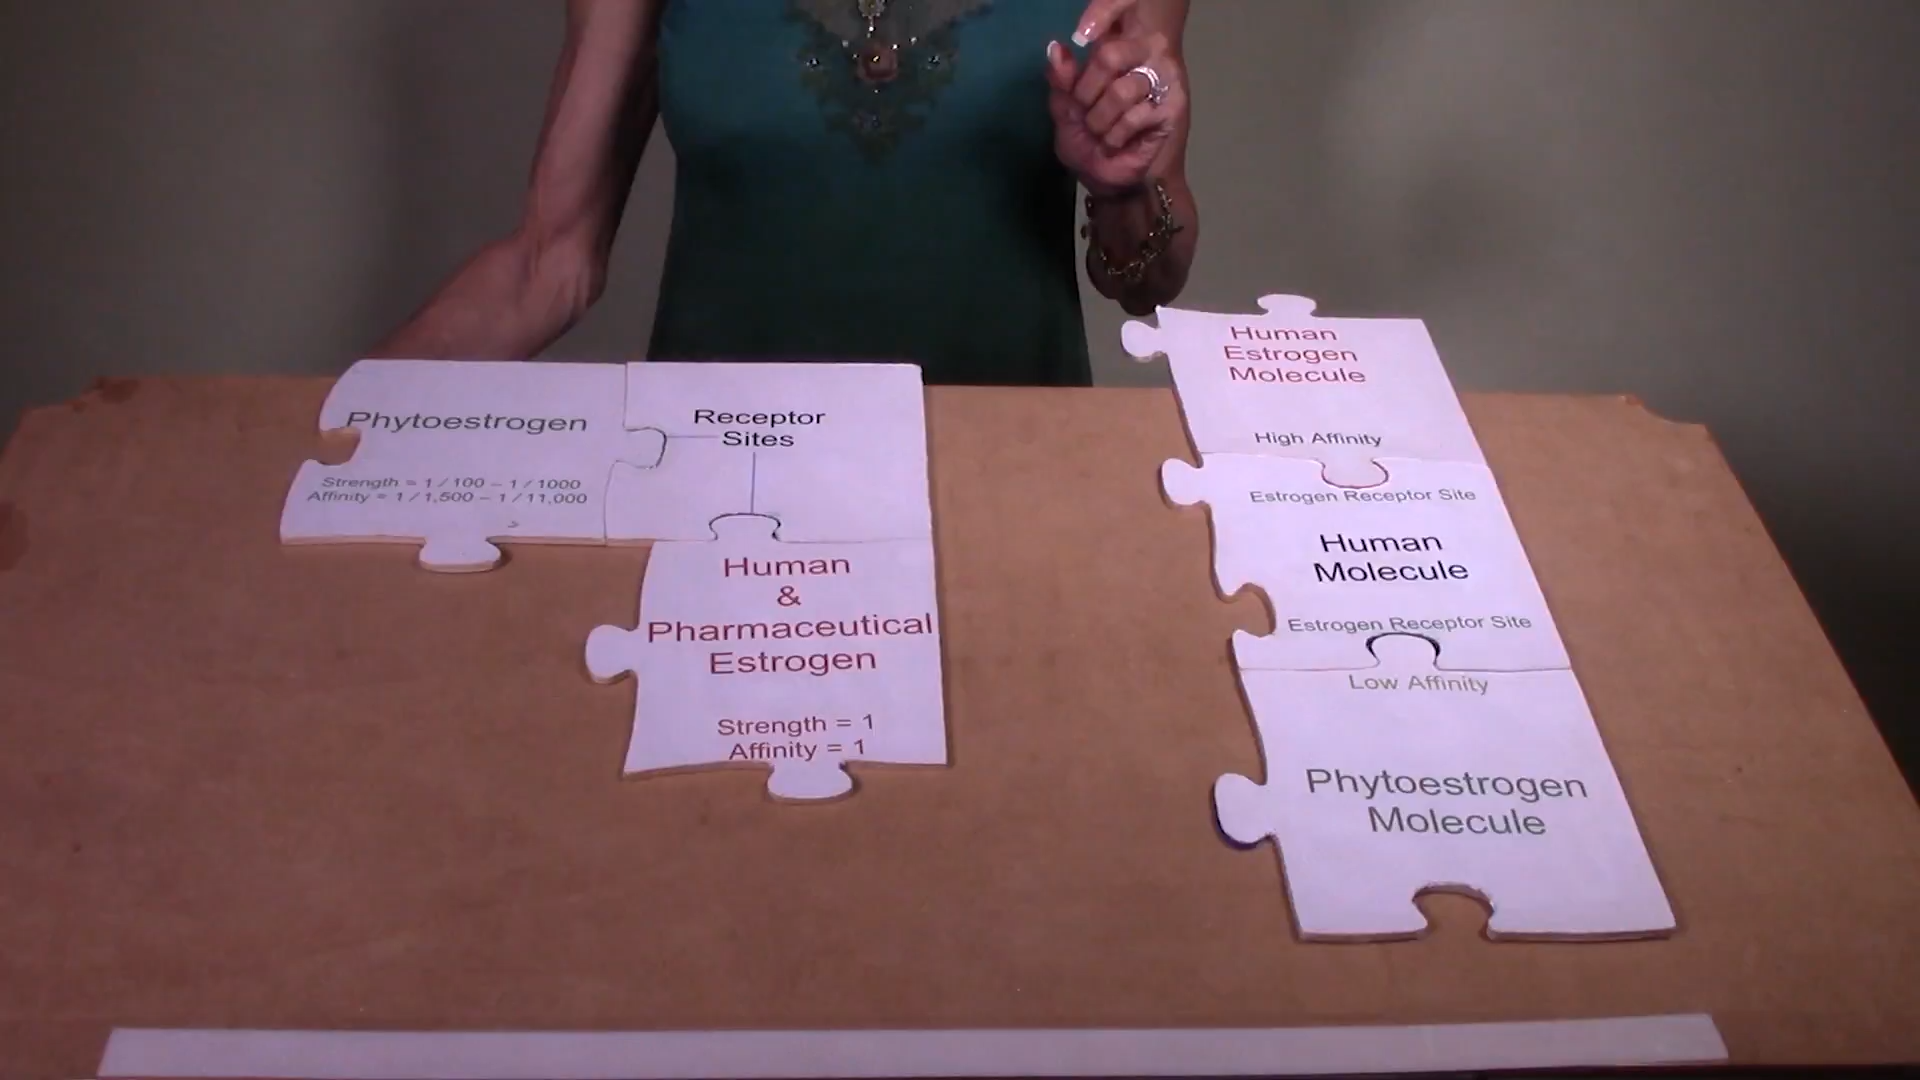 Phytoestrogen
Strength = 1 / 100 – 1 / 1000
Affinity = 1 / 1,500 – 1 / 11,000
Receptor
Sites
Human
&
Pharmaceutical
Estrogen
Strength = 1
Affinity = 1
Human
Estrogen
Molecule
High Affinity
Estrogen Receptor Site
Human
Molecule
Estrogen Receptor Site
Low Affinity
Phytoestrogen
Molecule